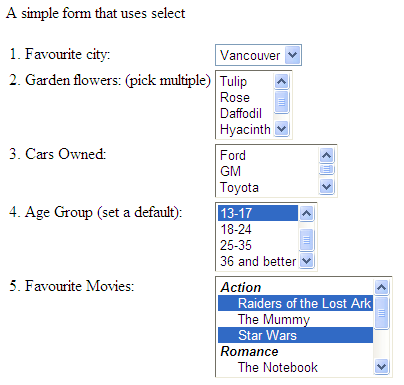 A simple form that uses select
1. Favourite city: Vancouver
2. Garden flowers: (pick multiple) Tulip
Rose
Daffodil
Hyacinth
3. Cars Owned: Ford
GM
Toyota
4. Age Group (set a default): 13-17
18-24
25-35
36 and better
5. Favourite Movies: Action
Raiders of the Lost Ark
The Mummy
Star Wars
Romance
The Notebook